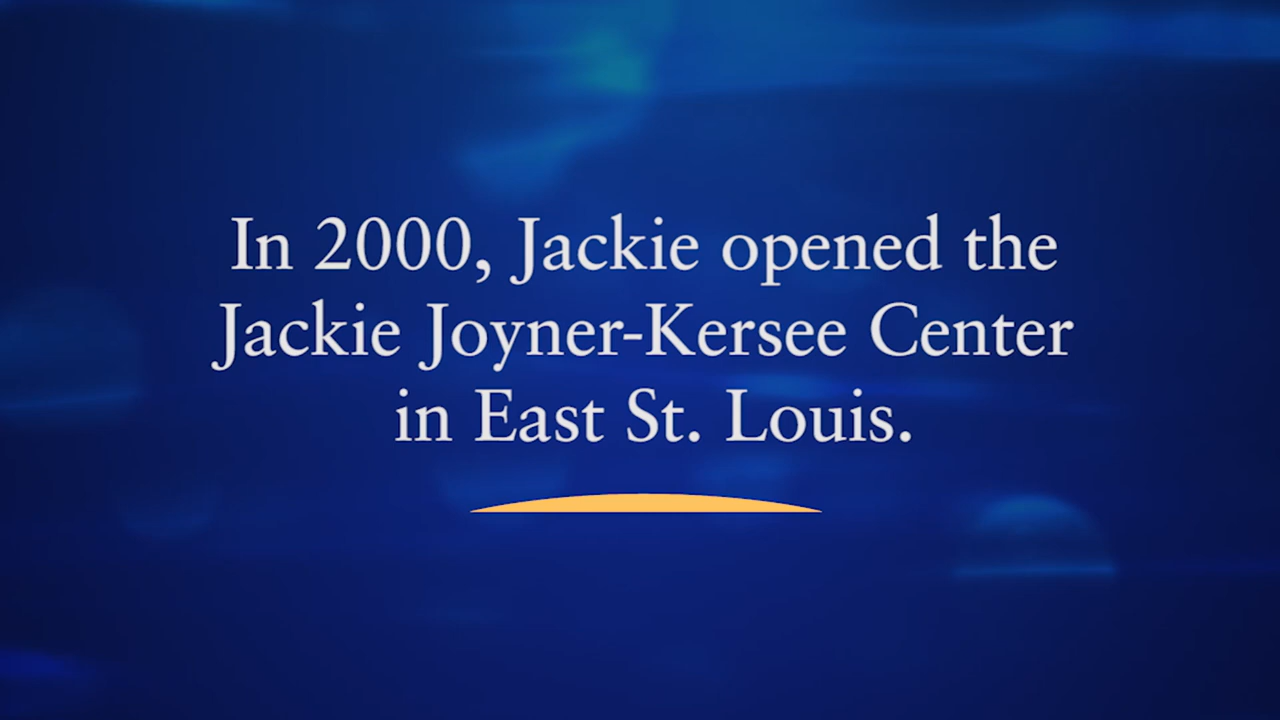 In 2000, Jackie opened the
Jackie Joyner-Kersee Center
in East St. Louis.